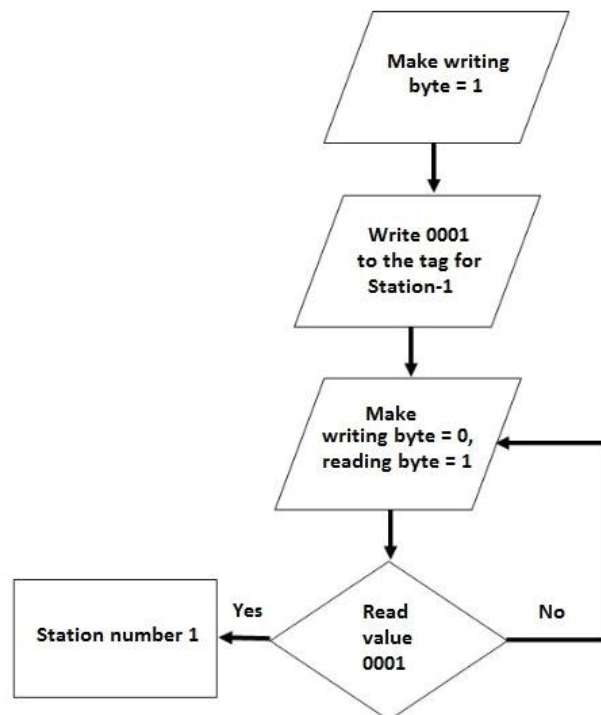 Make writing
byte = 1
Write 0001
to the tag for
Station-1
Make
writing byte = 0,
reading byte = 1
Read
value
0001
Yes
No
Station number 1